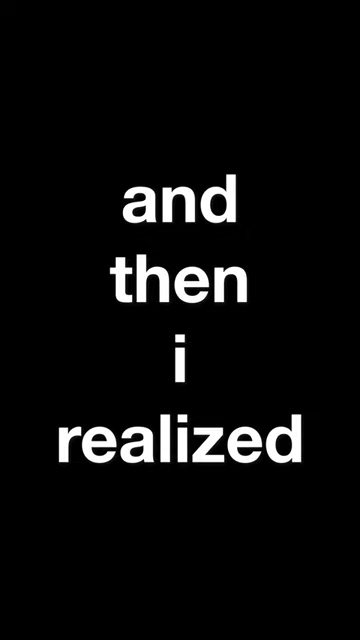 and
then
i
realized